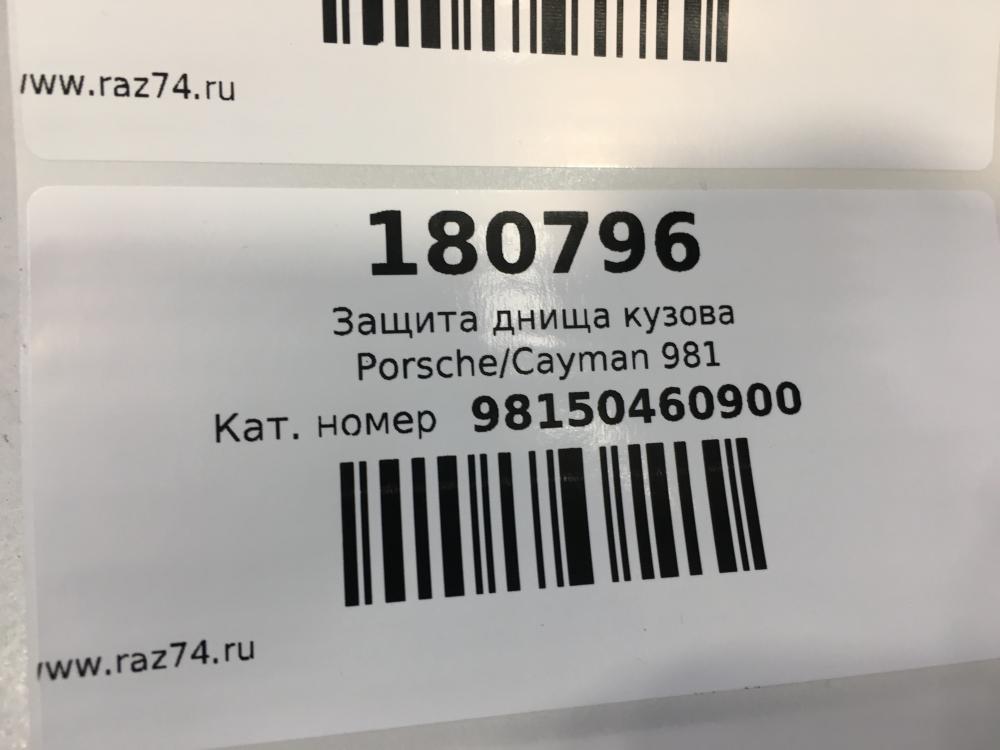 www.raz74.ru
180796
Защита днища кузова
Porsche/Cayman 981
Кат. номер 98150460900
www.raz74.ru